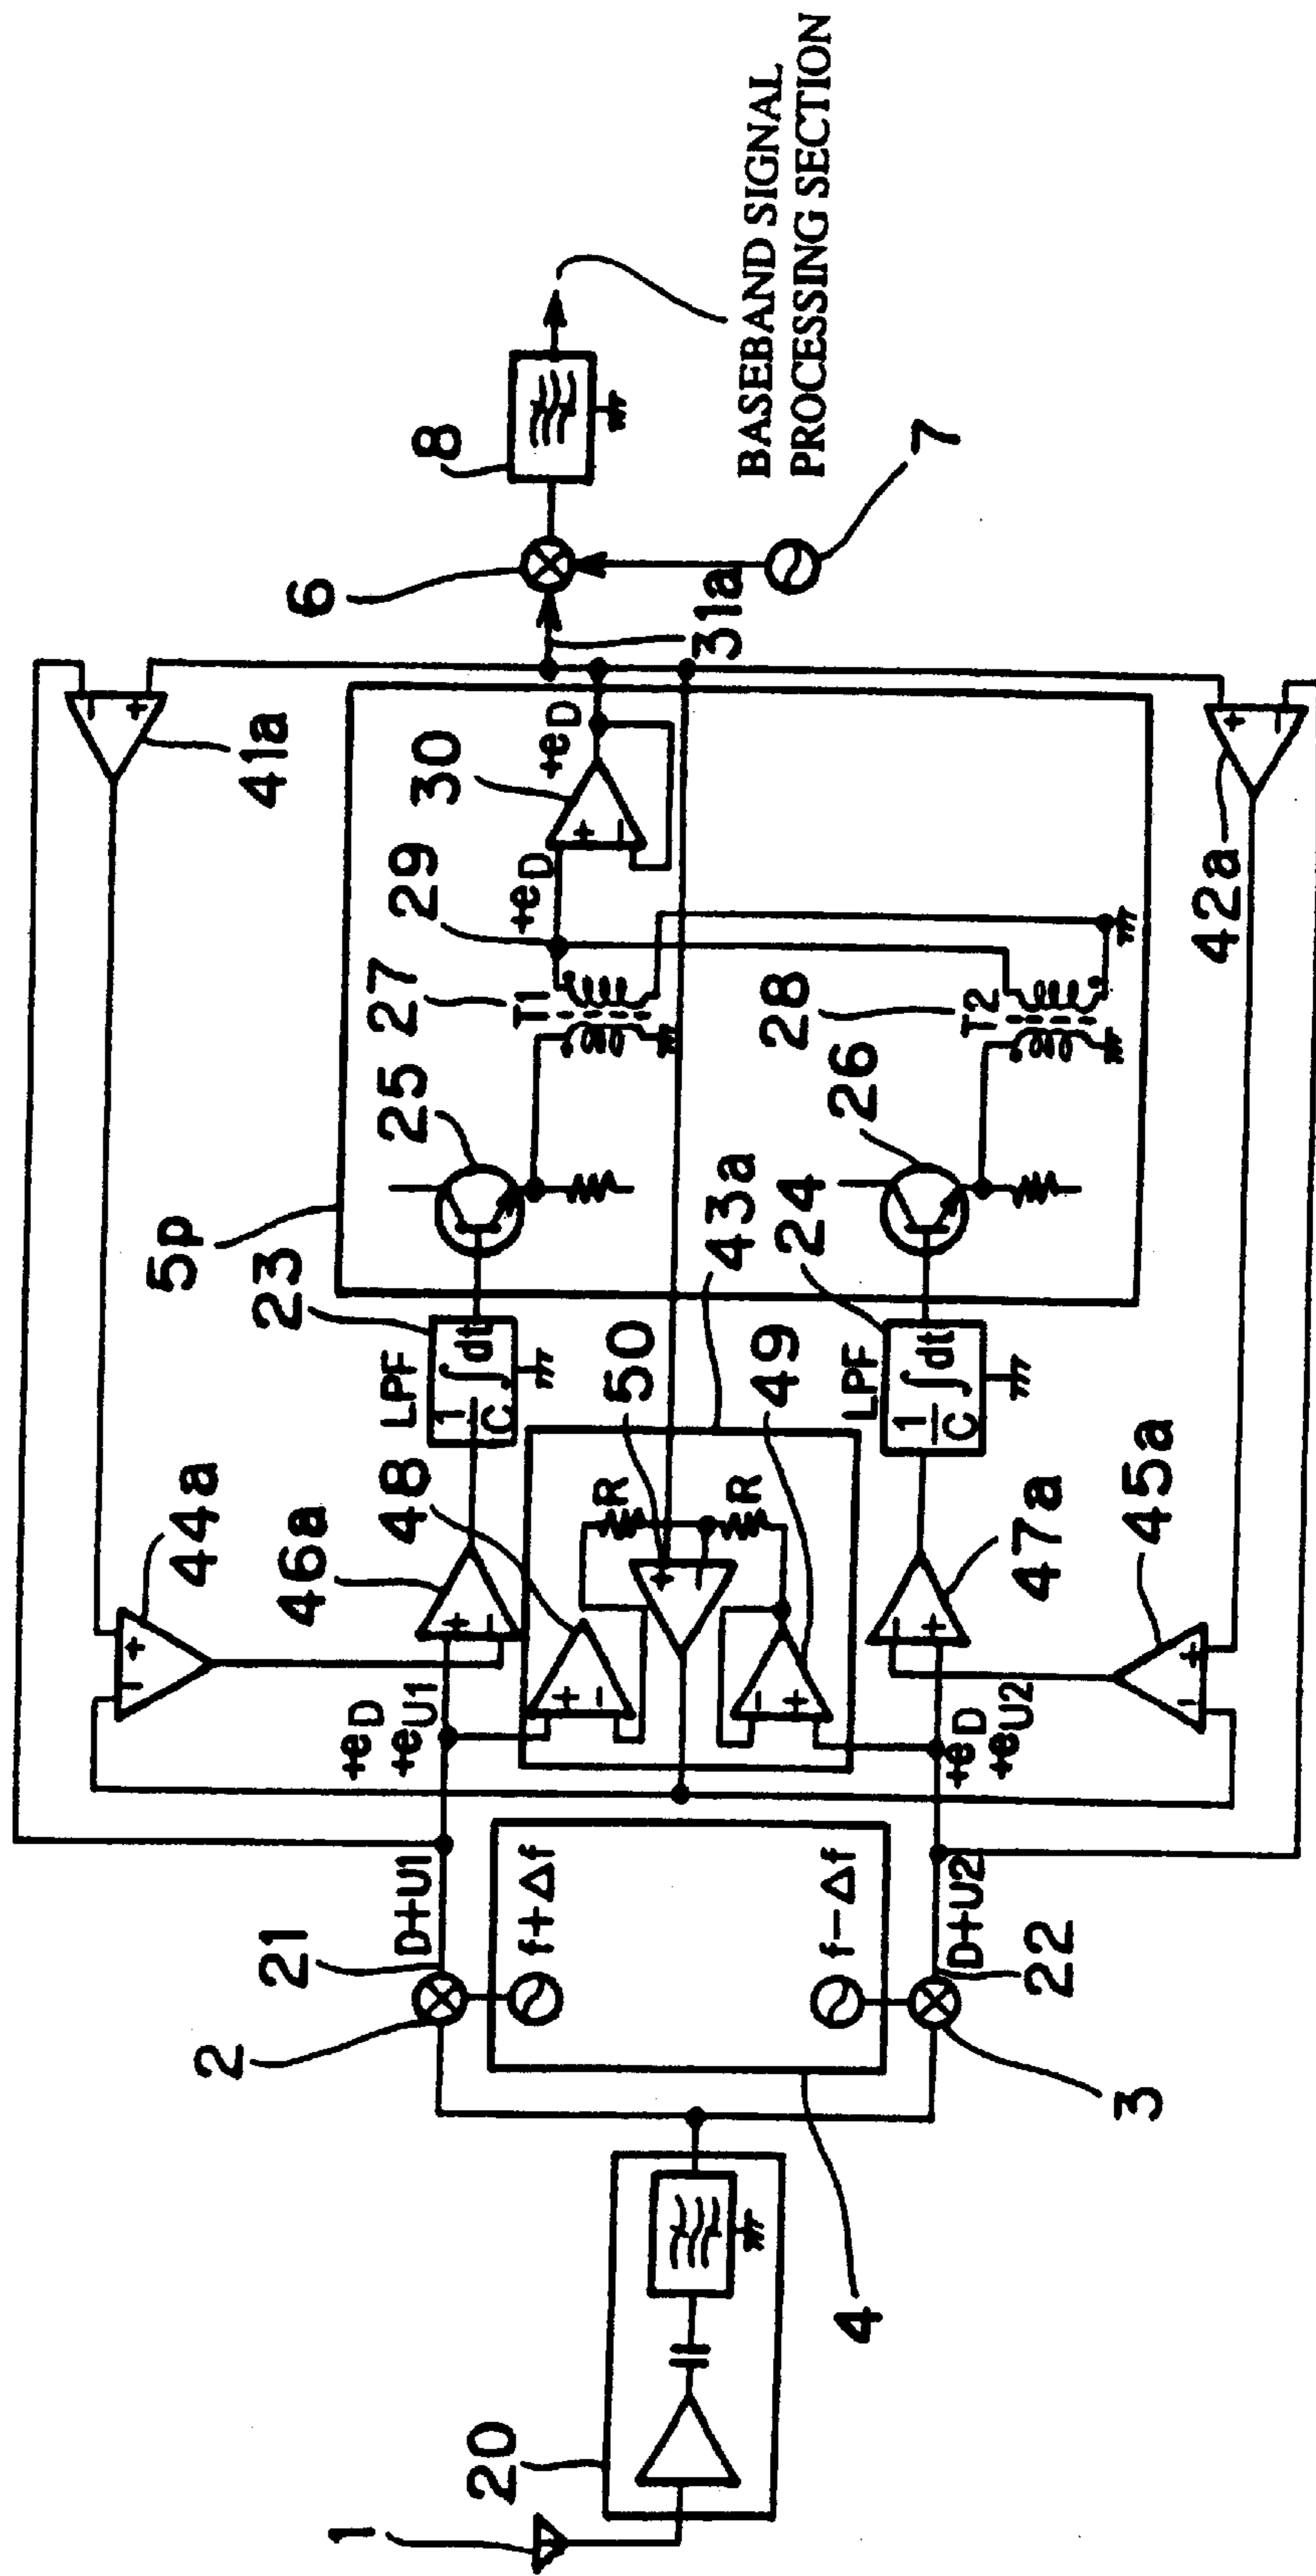 1
20
4
2
21
D+U1
f+Δf
f−Δf
3
22
D+U2
+eD
+eU1
+eD
+eU2
44a
46a
48
50
R
R
49
47a
45a
LPF
1/C ∫dt
23
LPF
1/C ∫dt
24
43a
5p
25
26
27
T1
28
T2
29
+eD
30
+eD
41a
42a
31a
6
7
8
BASEBAND SIGNAL
PROCESSING SECTION